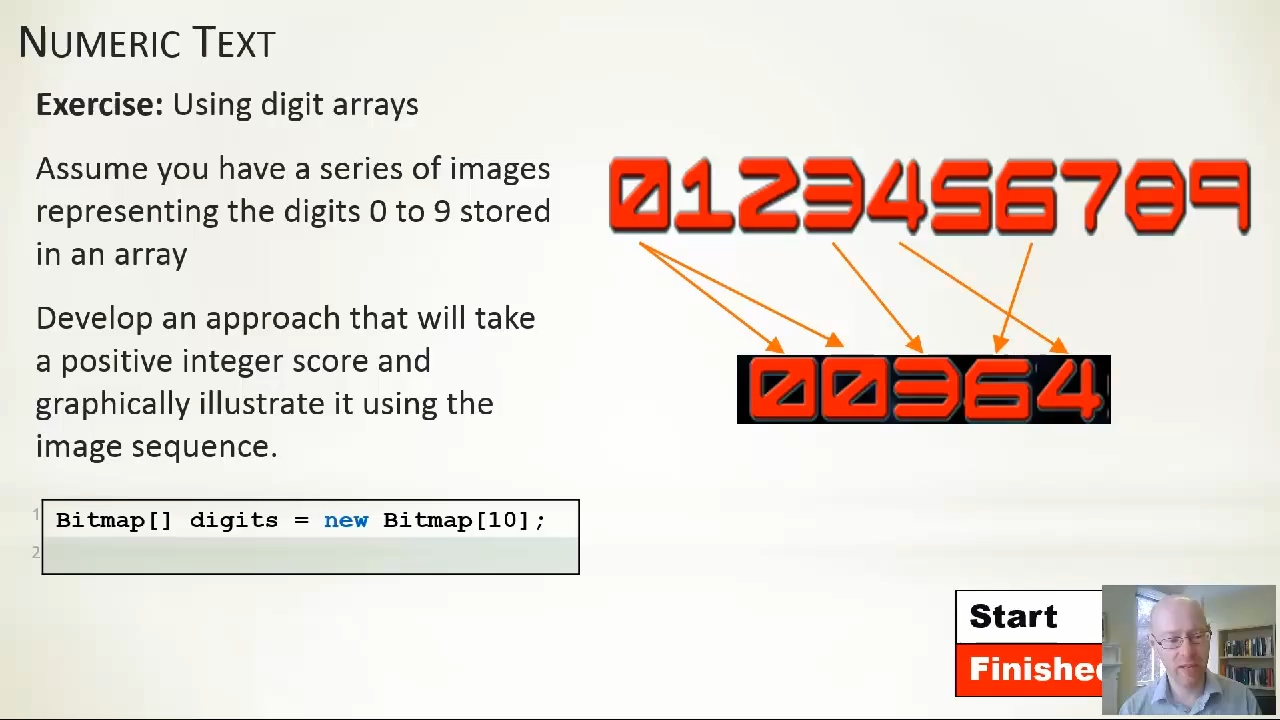 NUMERIC TEXT
Exercise: Using digit arrays
Assume you have a series of images
representing the digits 0 to 9 stored
in an array
Develop an approach that will take
a positive integer score and
graphically illustrate it using the
image sequence.
1 Bitmap[] digits = new Bitmap[10];
2
0123456789
00364
Start
Finishe